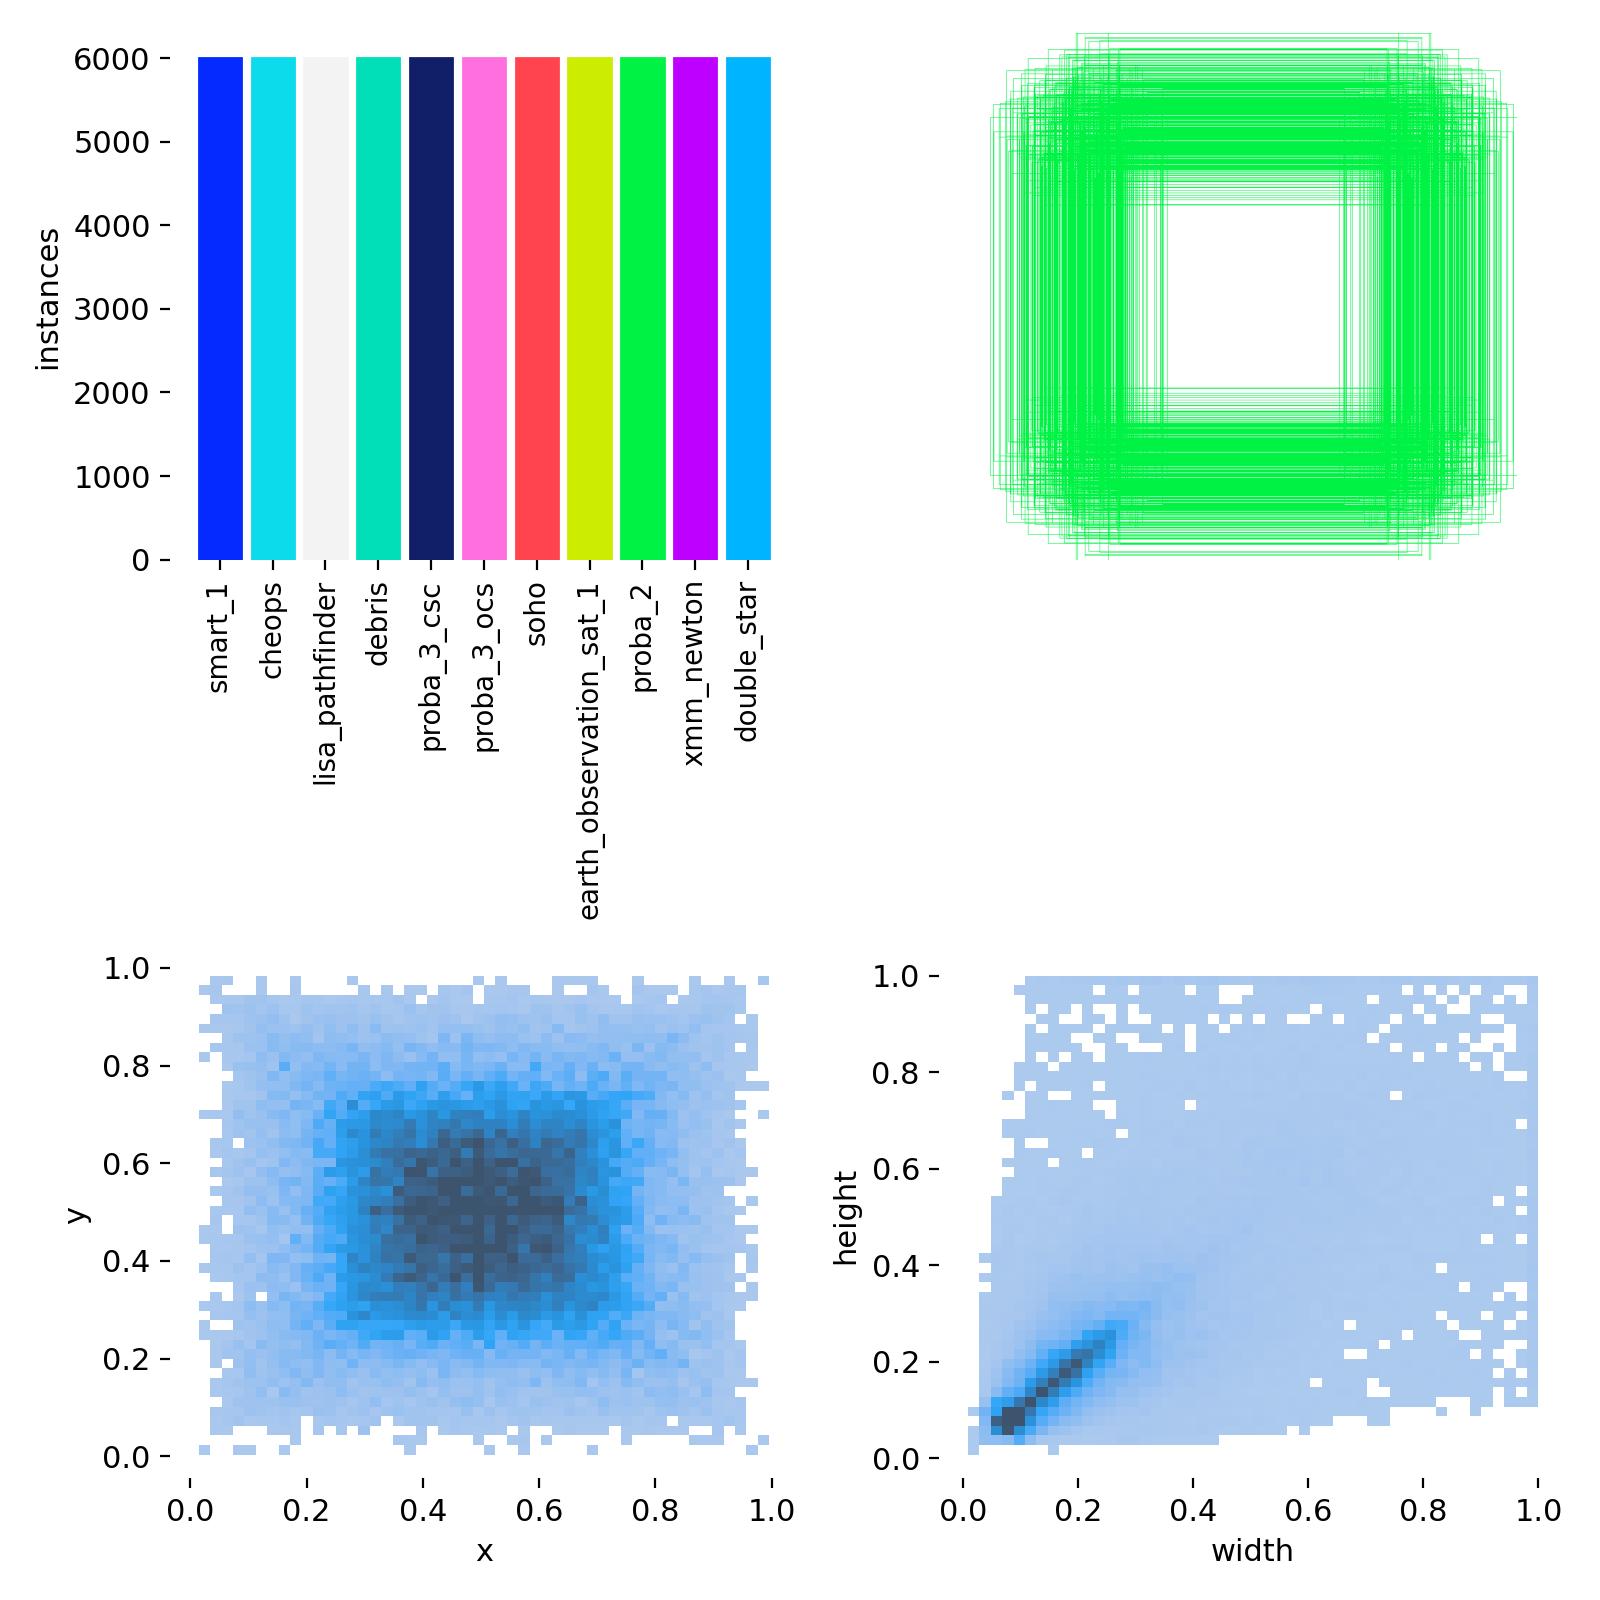 instances
6000
5000
4000
3000
2000
1000
0
smart_1
cheops
lisa_pathfinder
debris
proba_3_csc
proba_3_ocs
soho
earth_observation_sat_1
proba_2
xmm_newton
double_star
y
1.0
0.8
0.6
0.4
0.2
0.0
0.0 0.2 0.4 0.6 0.8 1.0
x
height
1.0
0.8
0.6
0.4
0.2
0.0
0.0 0.2 0.4 0.6 0.8 1.0
width